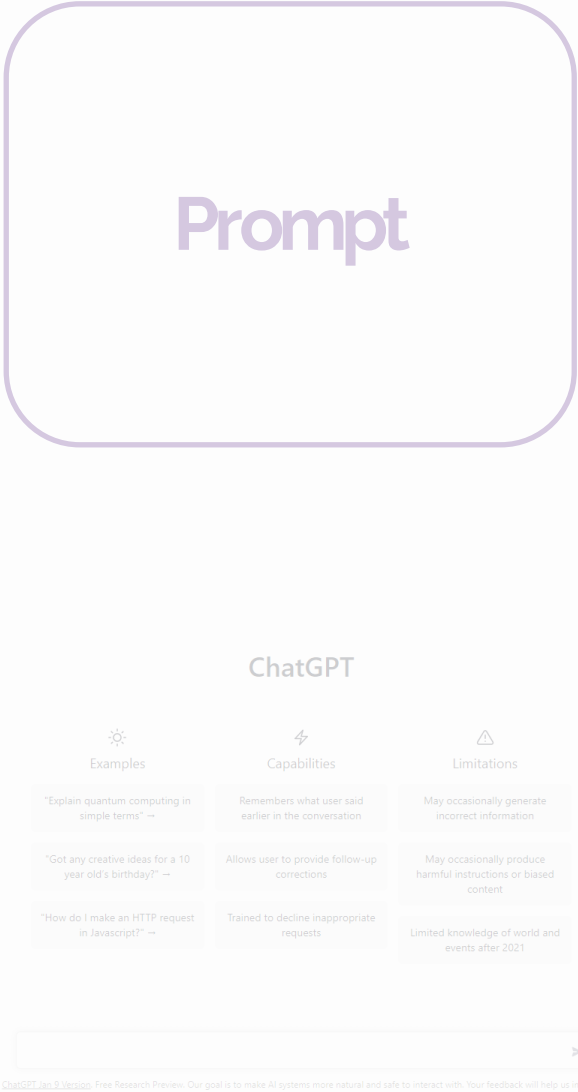 Prompt
ChatGPT
Examples
Capabilities
Limitations
"Explain quantum computing in
simple terms" →
Remembers what user said
earlier in the conversation
May occasionally generate
incorrect information
"Got any creative ideas for a 10
year old's birthday?" →
Allows user to provide follow-up
corrections
May occasionally produce
harmful instructions or biased
content
"How do I make an HTTP request
in Javascript?" →
Trained to decline inappropriate
requests
Limited knowledge of world and
events after 2021
ChatGPT Jan 9 Version. Free Research Preview. Our goal is to make AI systems more natural and safe to interact with. Your feedback will help us